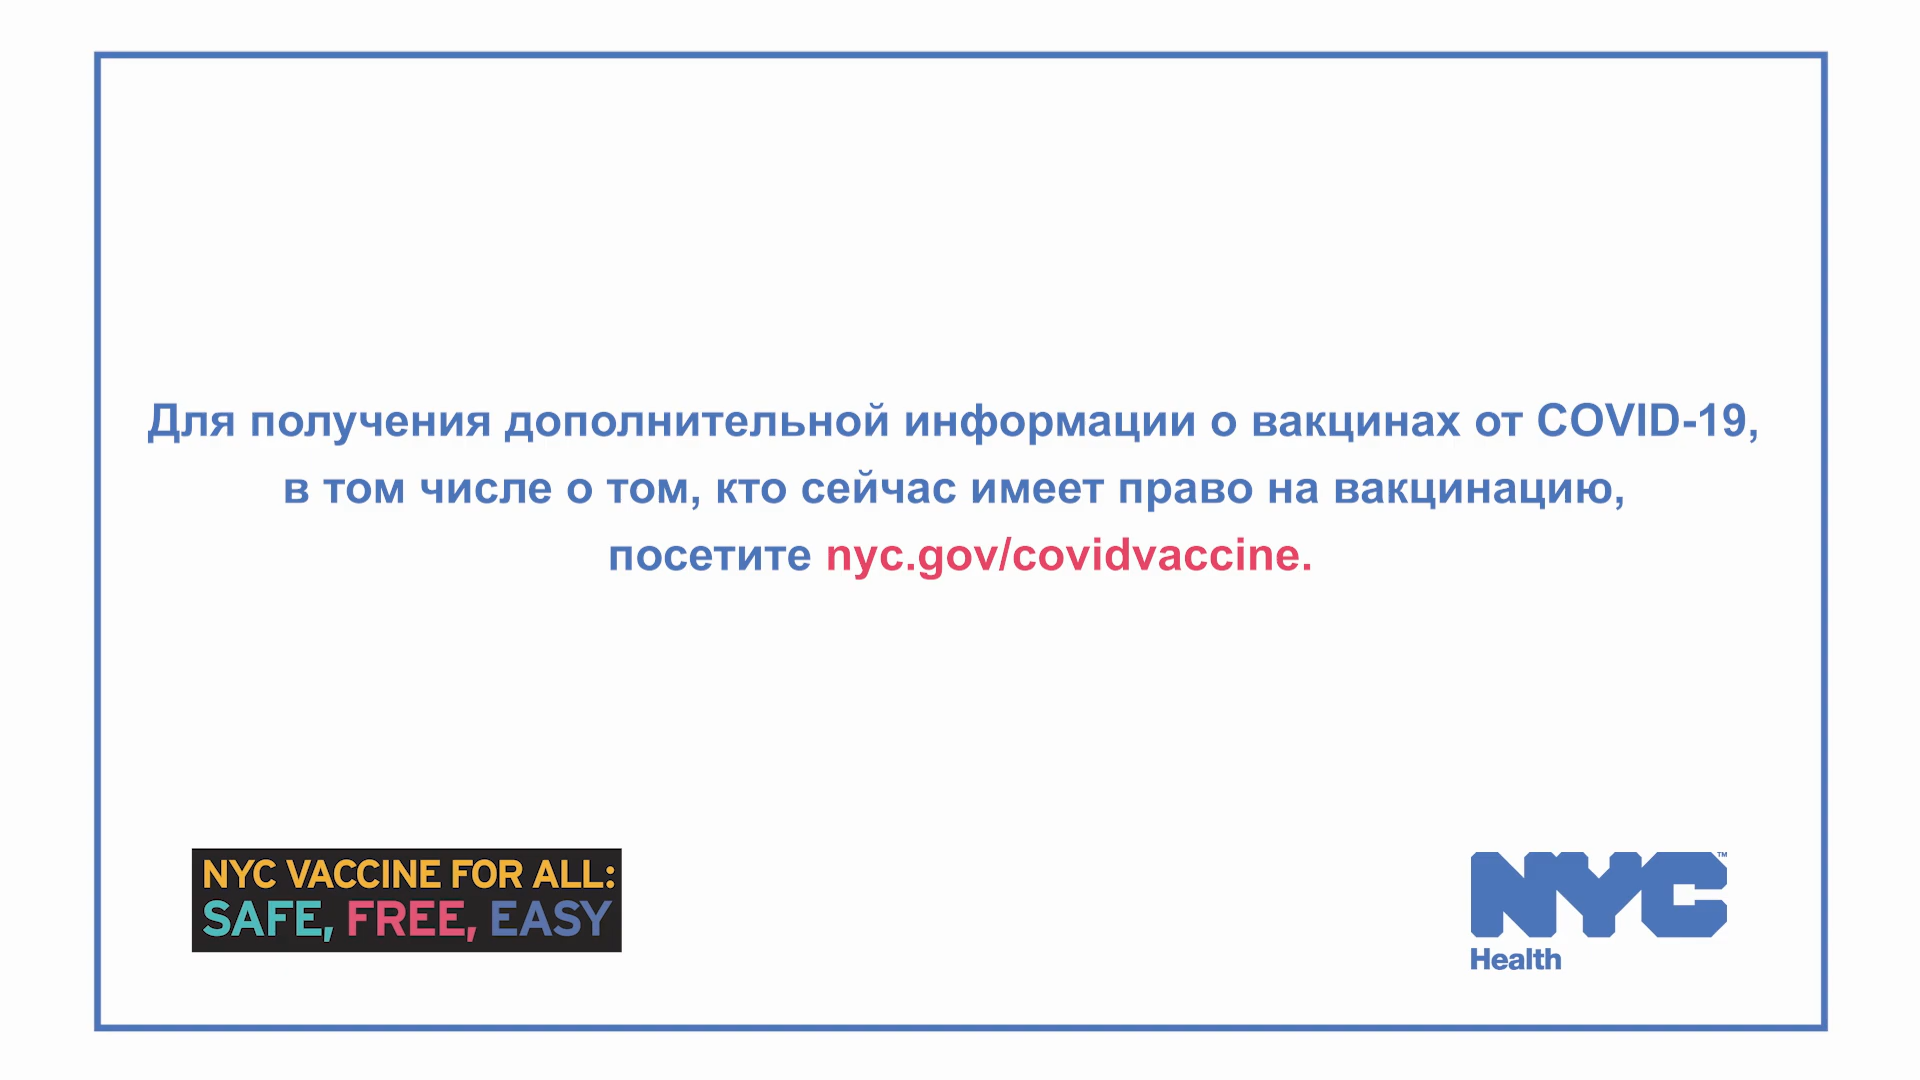 Для получения дополнительной информации о вакцинах от COVID-19,
в том числе о том, кто сейчас имеет право на вакцинацию,
посетите nyc.gov/covidvaccine.
NYC VACCINE FOR ALL:
SAFE, FREE, EASY
NYC™
Health